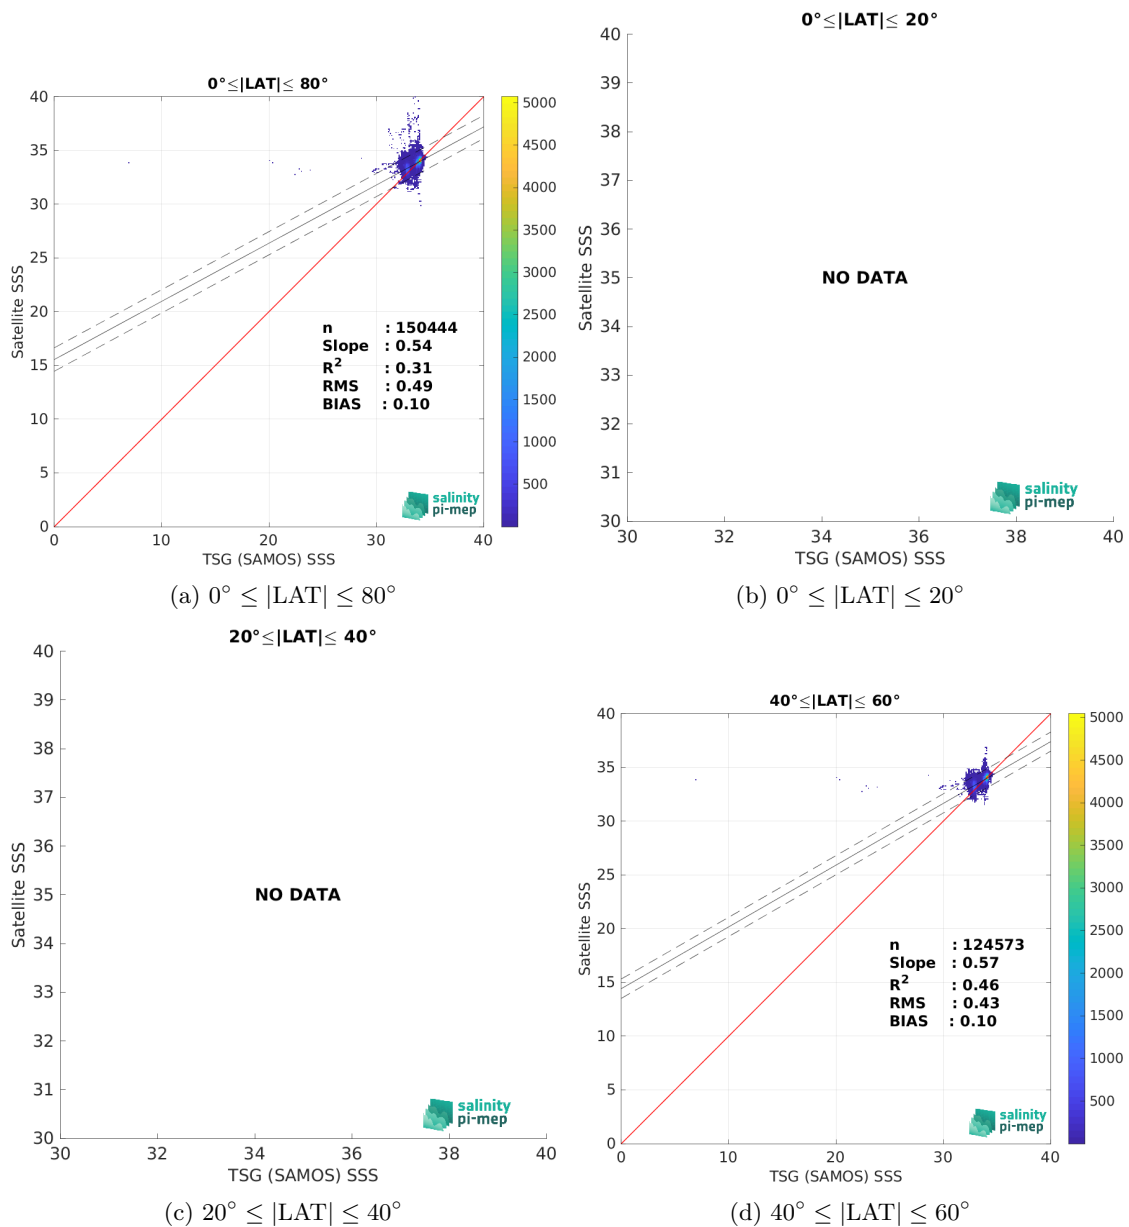 0°≤|LAT|≤ 80°
40
35
30
25
20
15
10
5
0
Satellite SSS
n : 150444
Slope : 0.54
R² : 0.31
RMS : 0.49
BIAS : 0.10
salinity
pi-mep
0 10 20 30 40
TSG (SAMOS) SSS
5000
4500
4000
3500
3000
2500
2000
1500
1000
500
(a) 0° ≤ |LAT| ≤ 80°
0°≤|LAT|≤ 20°
40
39
38
37
36
35
34
33
32
31
30
Satellite SSS
NO DATA
salinity
pi-mep
30 32 34 36 38 40
TSG (SAMOS) SSS
(b) 0° ≤ |LAT| ≤ 20°
20°≤|LAT|≤ 40°
40
39
38
37
36
35
34
33
32
31
30
Satellite SSS
NO DATA
salinity
pi-mep
30 32 34 36 38 40
TSG (SAMOS) SSS
(c) 20° ≤ |LAT| ≤ 40°
40°≤|LAT|≤ 60°
40
35
30
25
20
15
10
5
0
Satellite SSS
n : 124573
Slope : 0.57
R² : 0.46
RMS : 0.43
BIAS : 0.10
salinity
pi-mep
0 10 20 30 40
TSG (SAMOS) SSS
5000
4500
4000
3500
3000
2500
2000
1500
1000
500
(d) 40° ≤ |LAT| ≤ 60°